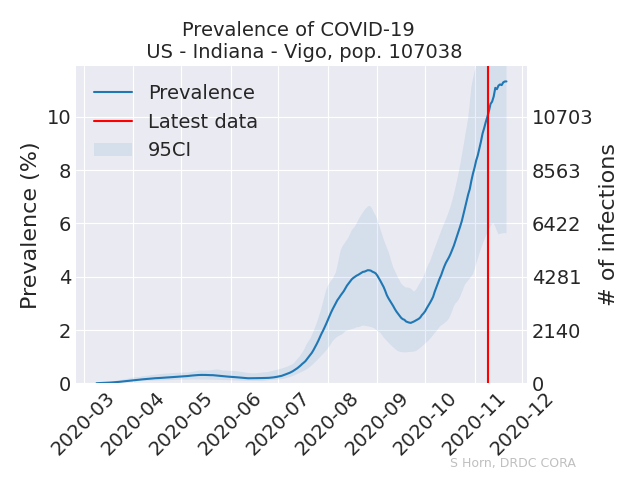 Prevalence of COVID-19
US - Indiana - Vigo, pop. 107038
Prevalence
Latest data
95CI
Prevalence (%)
10
8
6
4
2
0
10703
8563
6422
4281
2140
0
# of infections
2020-03
2020-04
2020-05
2020-06
2020-07
2020-08
2020-09
2020-10
2020-11
2020-12
S Horn, DRDC CORA